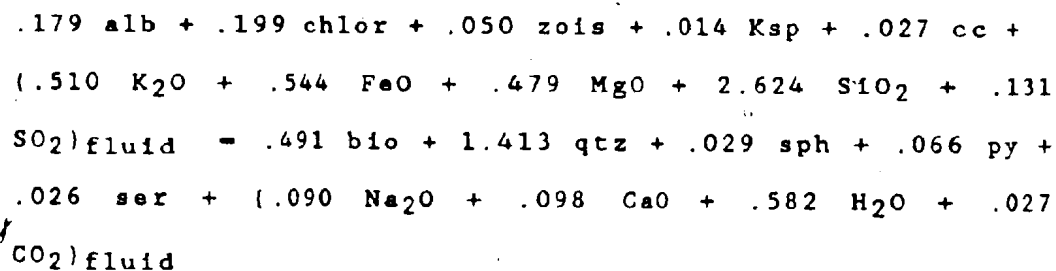 .179 alb + .199 chlor + .050 zois + .014 Ksp + .027 cc +
(.510 K2O + .544 FeO + .479 MgO + 2.624 SiO2 + .131
SO2)fluid = .491 bio + 1.413 qtz + .029 sph + .066 py +
.026 ser + (.090 Na2O + .098 CaO + .582 H2O + .027
CO2)fluid